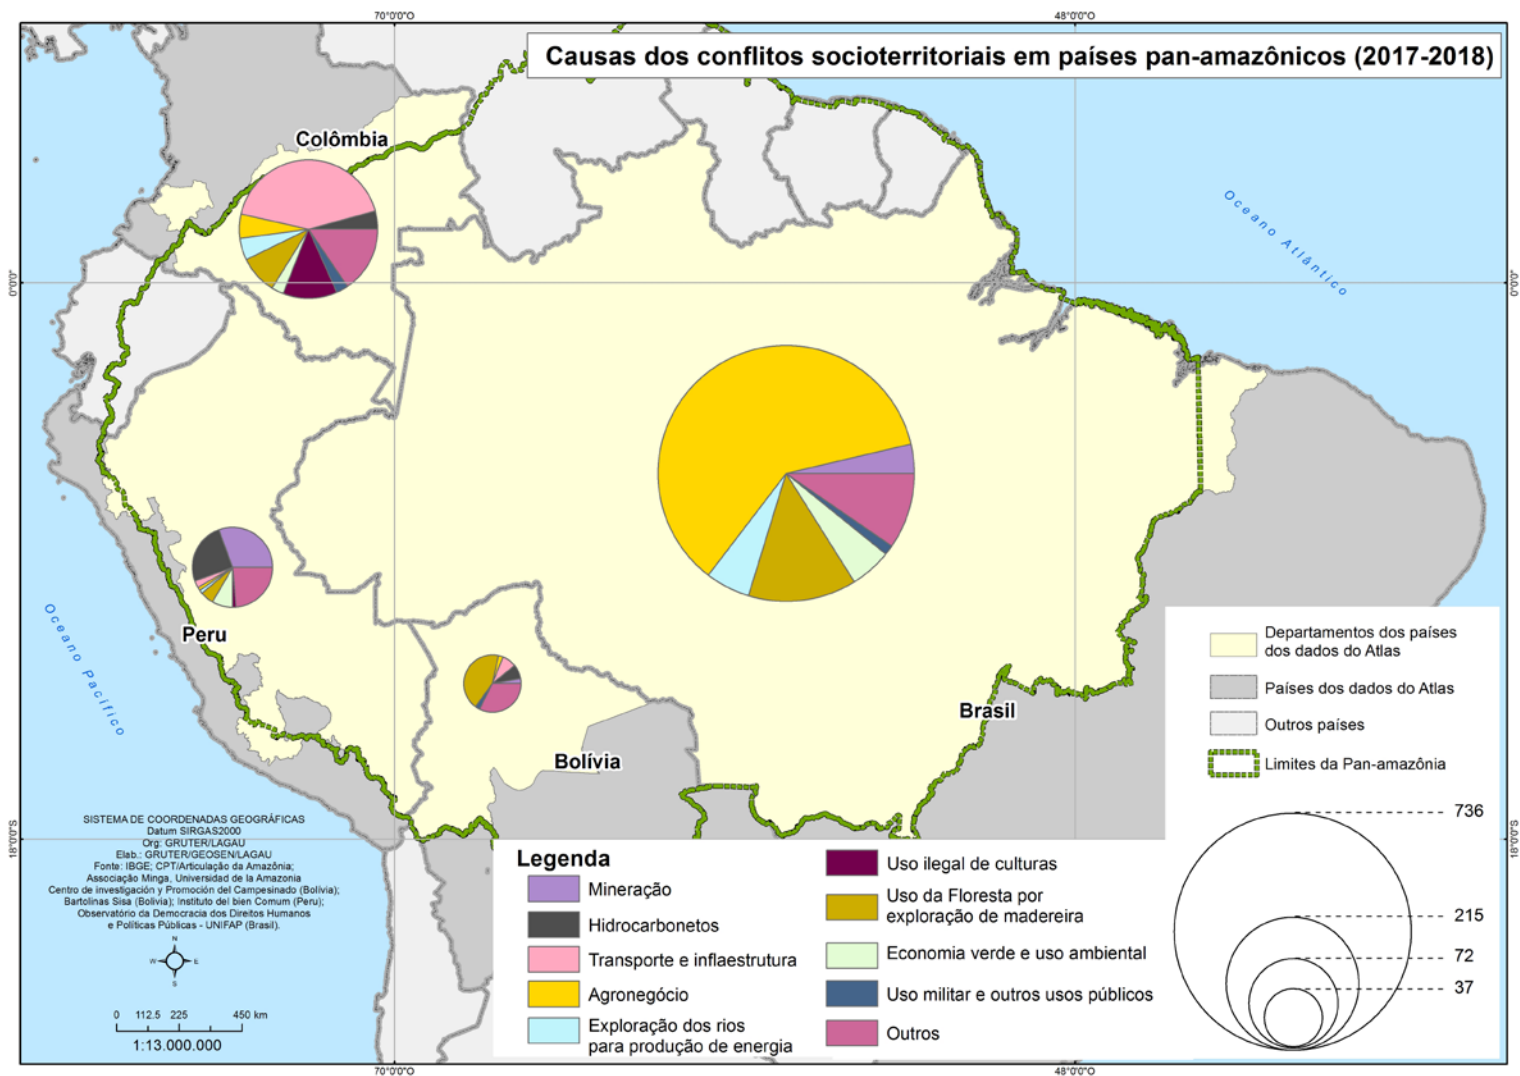 70°0'0"O
48°0'0"O
Causas dos conflitos socioterritoriais em países pan-amazônicos (2017-2018)
Colômbia
Oceano Atlântico
0°0'0"
0°0'0"
Peru
Oceano Pacífico
Brasil
Bolívia
Departamentos dos países
dos dados do Atlas
Países dos dados do Atlas
Outros países
Limites da Pan-amazônia
736
215
72
37
18°0'0"S
18°0'0"S
SISTEMA DE COORDENADAS GEOGRÁFICAS
Datum SIRGAS2000
Org: GRUTER/LAGAU
Elab.: GRUTER/GEOSEN/LAGAU
Fonte: IBGE; CPT/Articulação da Amazônia;
Associação Minga, Universidad de la Amazonia
Centro de investigación y Promoción del Campesinado (Bolívia);
Bartolinas Sisa (Bolivia); Instituto del bien Comum (Peru);
Observatório da Democracia dos Direitos Humanos
e Políticas Públicas - UNIFAP (Brasil).
N
W
E
S
0 112.5 225 450 km
1:13.000.000
Legenda
Mineração
Hidrocarbonetos
Transporte e inflaestrutura
Agronegócio
Exploração dos rios
para produção de energia
Uso ilegal de culturas
Uso da Floresta por
exploração de madereira
Economia verde e uso ambiental
Uso militar e outros usos públicos
Outros
70°0'0"O
48°0'0"O